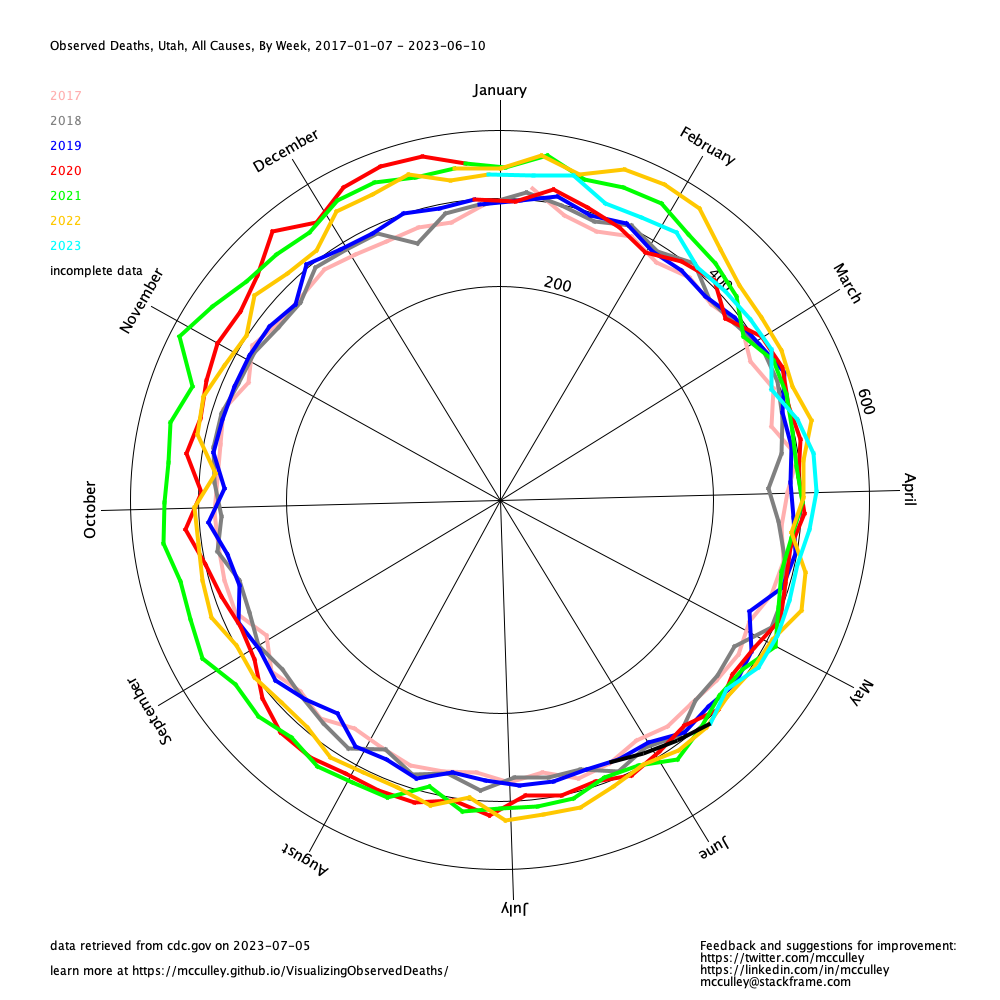 Observed Deaths, Utah, All Causes, By Week, 2017-01-07 - 2023-06-10
January
2017
2018
2019
2020
2021
2022
2023
incomplete data
December
February
November
March
200
400
600
October
April
September
May
August
June
July
data retrieved from cdc.gov on 2023-07-05
learn more at https://mcculley.github.io/VisualizingObservedDeaths/
Feedback and suggestions for improvement:
https://twitter.com/mcculley
https://linkedin.com/in/mcculley
mcculley@stackframe.com